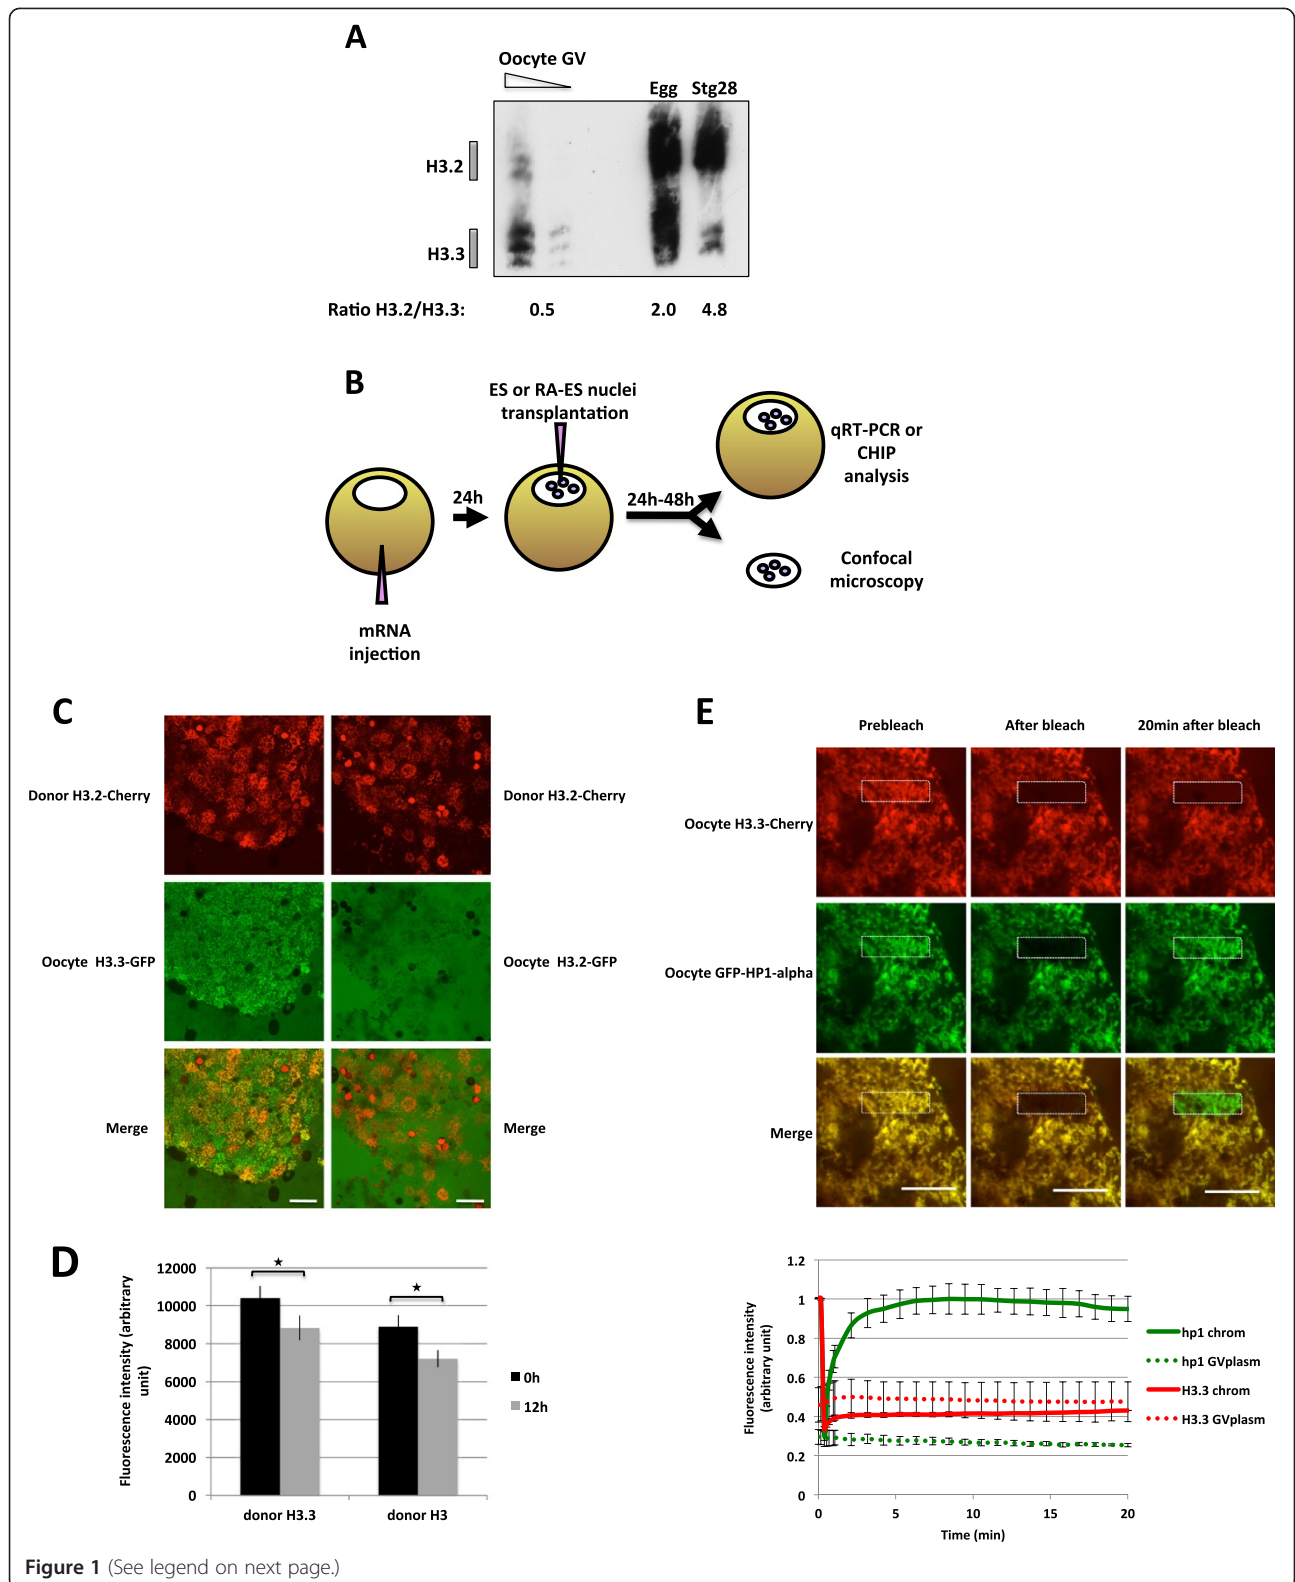 A
Oocyte GV
Egg Stg28
H3.2
H3.3
Ratio H3.2/H3.3: 0.5 2.0 4.8
B
ES or RA-ES nuclei
transplantation
24h
24h-48h
qRT-PCR or
CHIP
analysis
Confocal
microscopy
mRNA
injection
C
Donor H3.2-Cherry
Donor H3.2-Cherry
Oocyte H3.3-GFP
Oocyte H3.2-GFP
Merge
Merge
E
Prebleach After bleach 20min after bleach
Oocyte H3.3-Cherry
Oocyte GFP-HP1-alpha
Merge
D
Fluorescence intensity (arbitrary
unit)
12000
10000
8000
6000
4000
2000
0
★
★
donor H3.3 donor H3
0h
12h
Fluorescence intensity
(arbitrary unit)
1.2
1
0.8
0.6
0.4
0.2
0
0 5 10 15 20
Time (min)
hp1 chrom
hp1 GVplasm
H3.3 chrom
H3.3 GVplasm
Figure 1 (See legend on next page.)